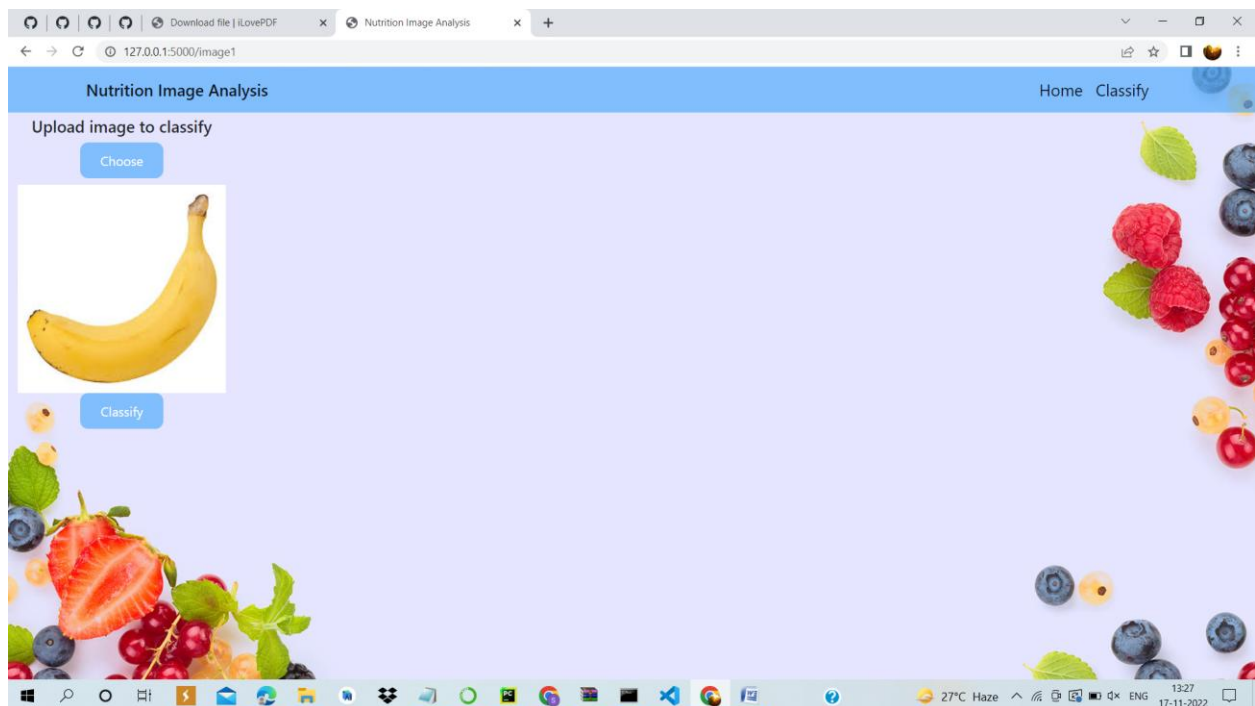 Download file | iLovePDF
Nutrition Image Analysis
127.0.0.1:5000/image1
Nutrition Image Analysis
Home Classify
Upload image to classify
Choose
Classify
27°C Haze
ENG
13:27
17-11-2022